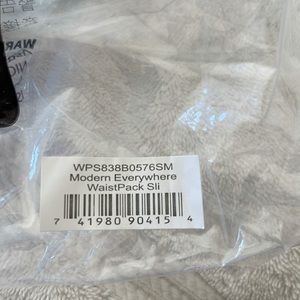 WPS838B0576SM
Modern Everywhere
WaistPack Sli
7 41980 90415 4